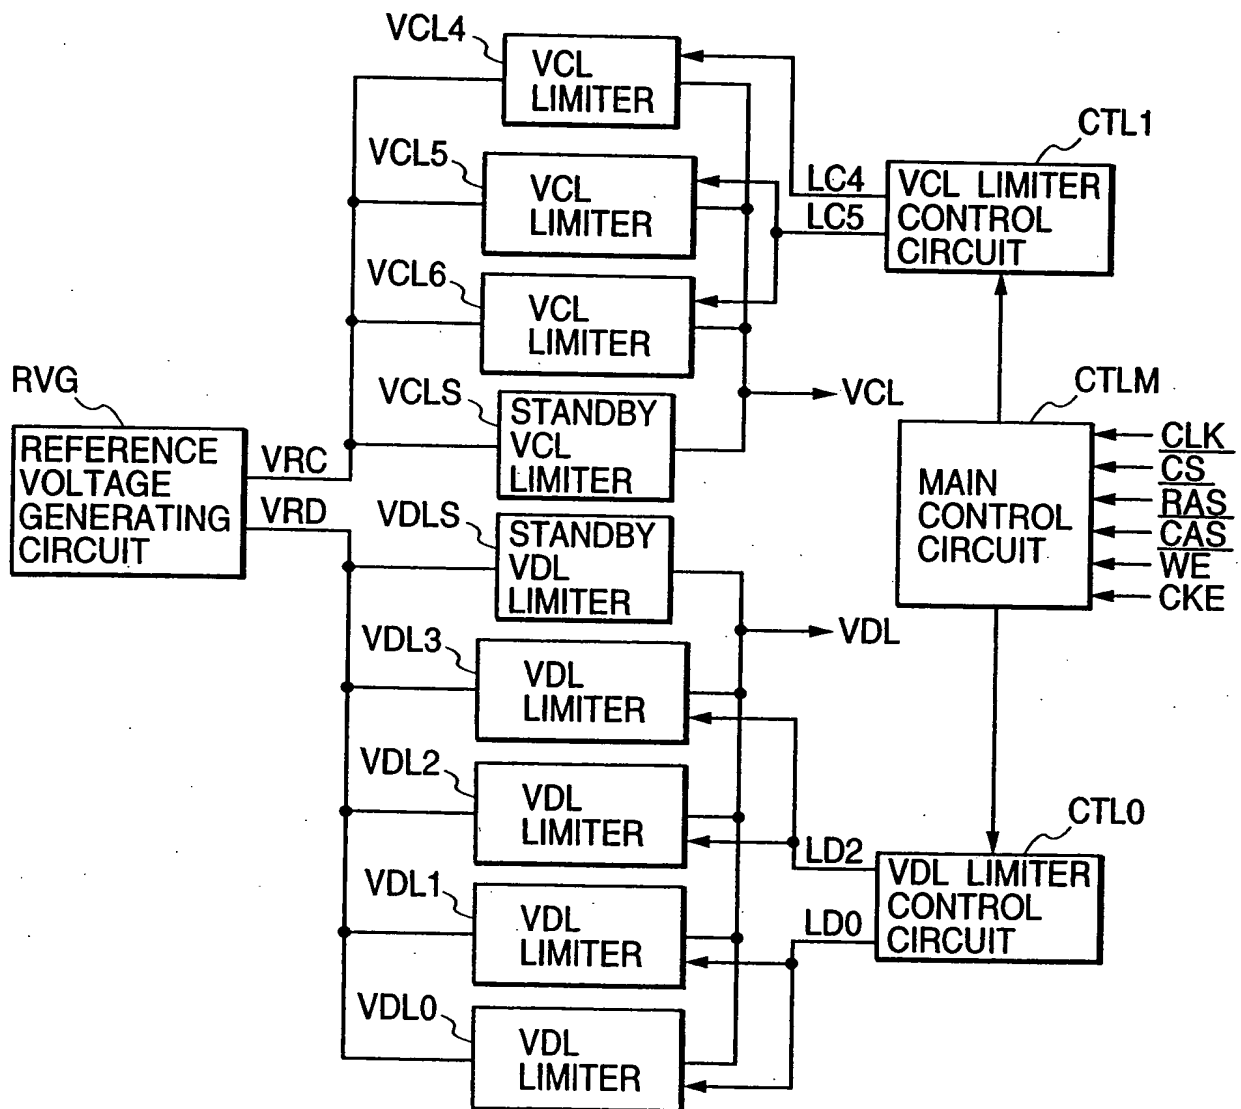 VCL4
VCL
LIMITER
VCL5
VCL
LIMITER
VCL6
VCL
LIMITER
VCLS
STANDBY
VCL
LIMITER
VCL
LC4
LC5
CTL1
VCL LIMITER
CONTROL
CIRCUIT
RVG
REFERENCE
VOLTAGE
GENERATING
CIRCUIT
VRC
VRD
CTLM
MAIN
CONTROL
CIRCUIT
CLK
CS
RAS
CAS
WE
CKE
VDLS
STANDBY
VDL
LIMITER
VDL
VDL3
VDL
LIMITER
VDL2
VDL
LIMITER
VDL1
VDL
LIMITER
VDL0
VDL
LIMITER
LD2
LD0
CTL0
VDL LIMITER
CONTROL
CIRCUIT